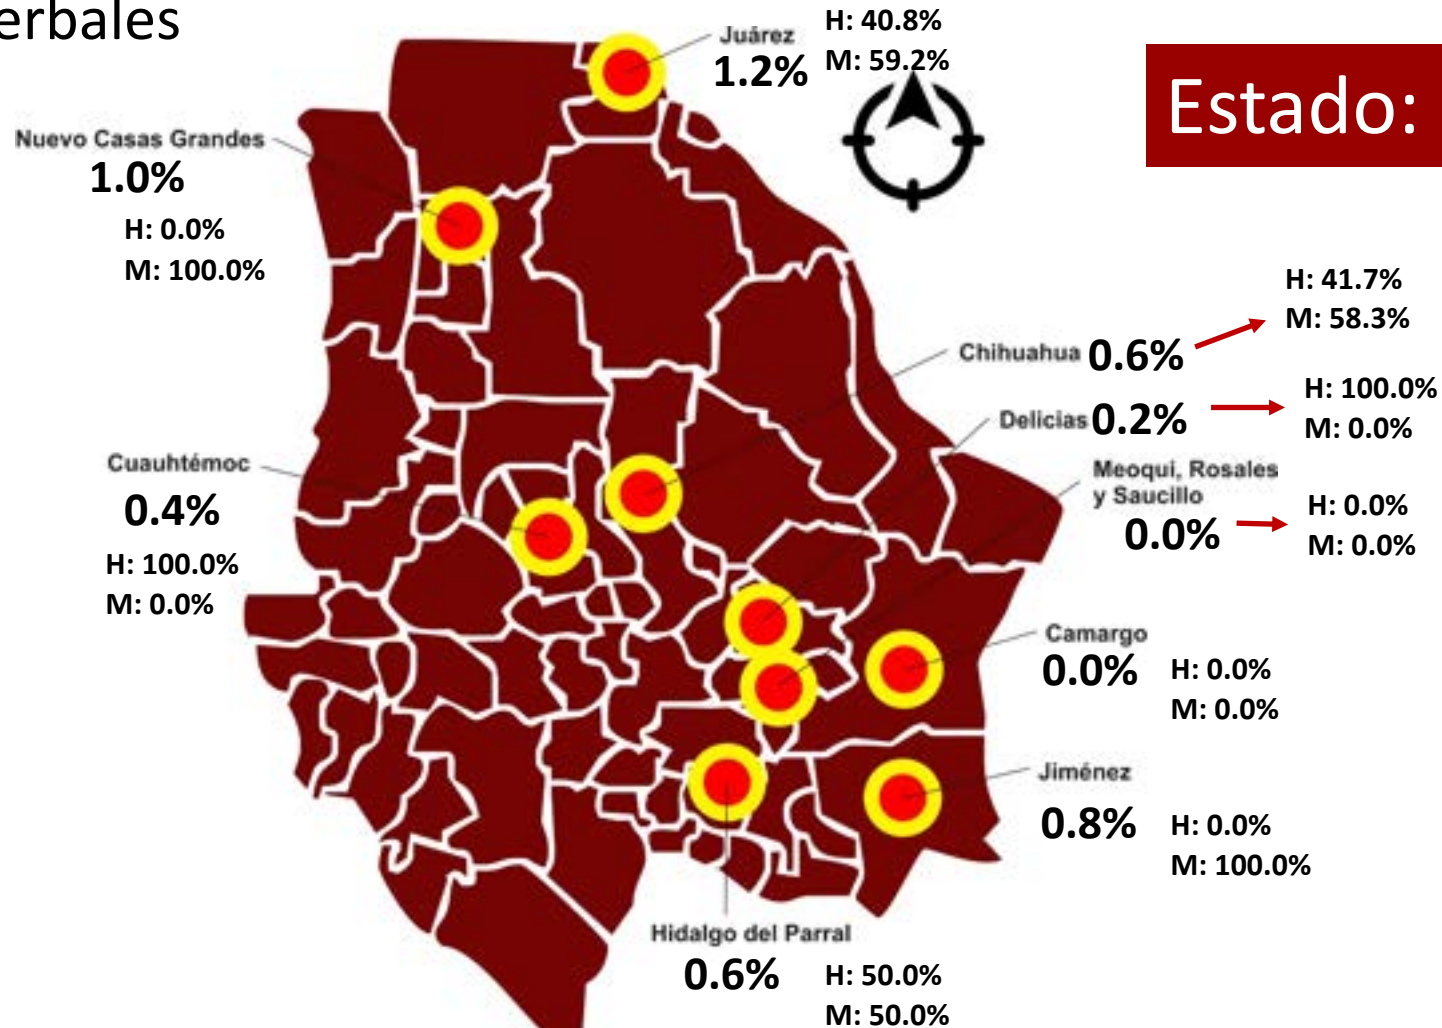 erbales
Juárez
1.2%
H: 40.8%
M: 59.2%
Estado:
Nuevo Casas Grandes
1.0%
H: 0.0%
M: 100.0%
H: 41.7%
M: 58.3%
Chihuahua 0.6%
Delicias 0.2%
H: 100.0%
M: 0.0%
Cuauhtémoc
0.4%
H: 100.0%
M: 0.0%
Meoqui, Rosales
y Saucillo
0.0%
H: 0.0%
M: 0.0%
Camargo
0.0%
H: 0.0%
M: 0.0%
Jiménez
0.8%
H: 0.0%
M: 100.0%
Hidalgo del Parral
0.6%
H: 50.0%
M: 50.0%